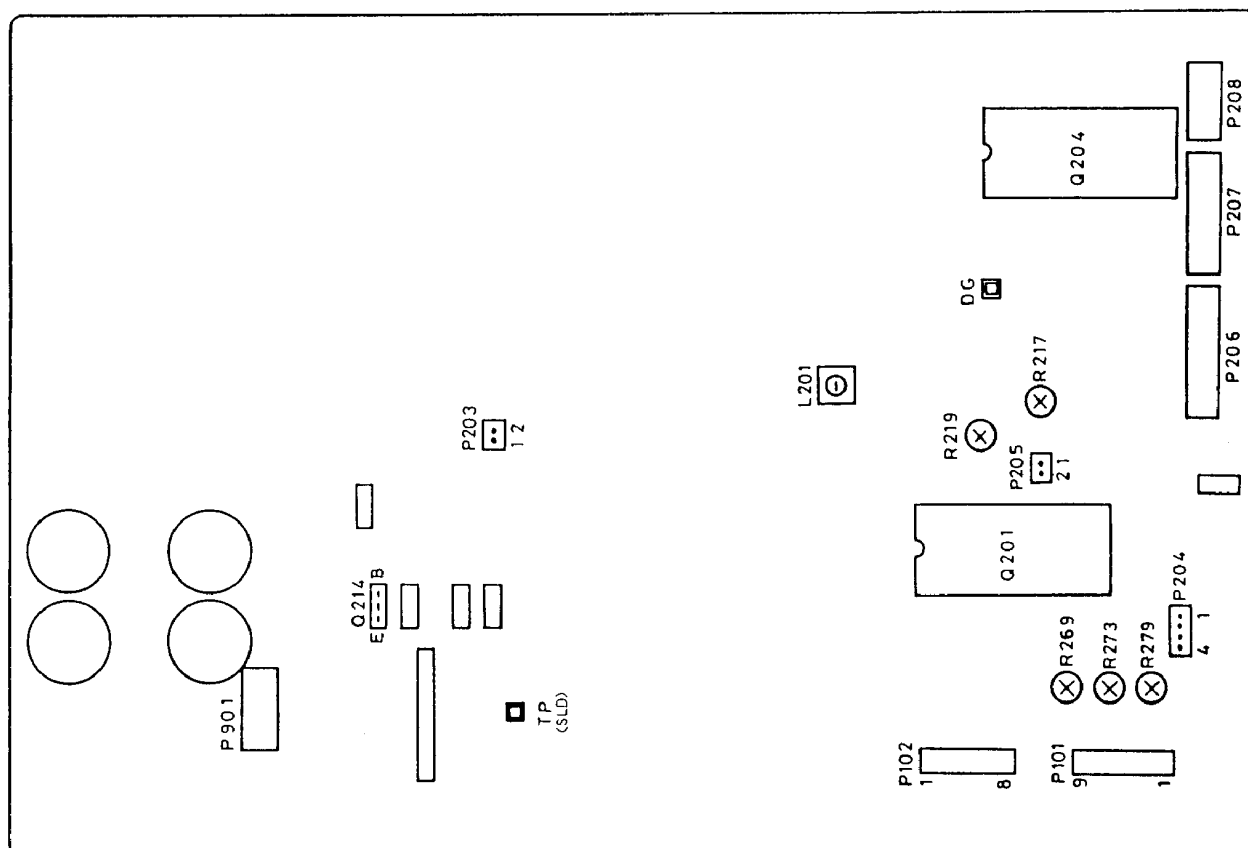 P208
Q204
P207
DG
P206
L201
R217
P203
1 2
R219
P205
2 1
Q214
B
E
Q201
P204
4 1
R269
R273
R279
P901
TP
(SLD)
P102
1
8
P101
9
1